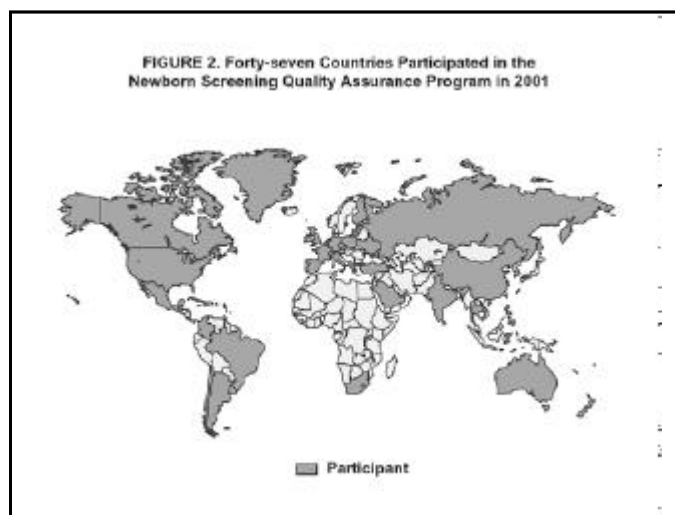 FIGURE 2. Forty-seven Countries Participated in the
Newborn Screening Quality Assurance Program in 2001
Participant